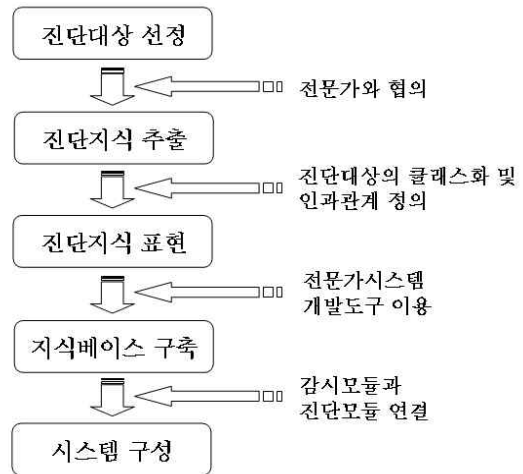 진단대상 선정
전문가와 협의
진단지식 추출
진단대상의 클래스화 및
인과관계 정의
진단지식 표현
전문가시스템
개발도구 이용
지식베이스 구축
감시모듈과
진단모듈 연결
시스템 구성